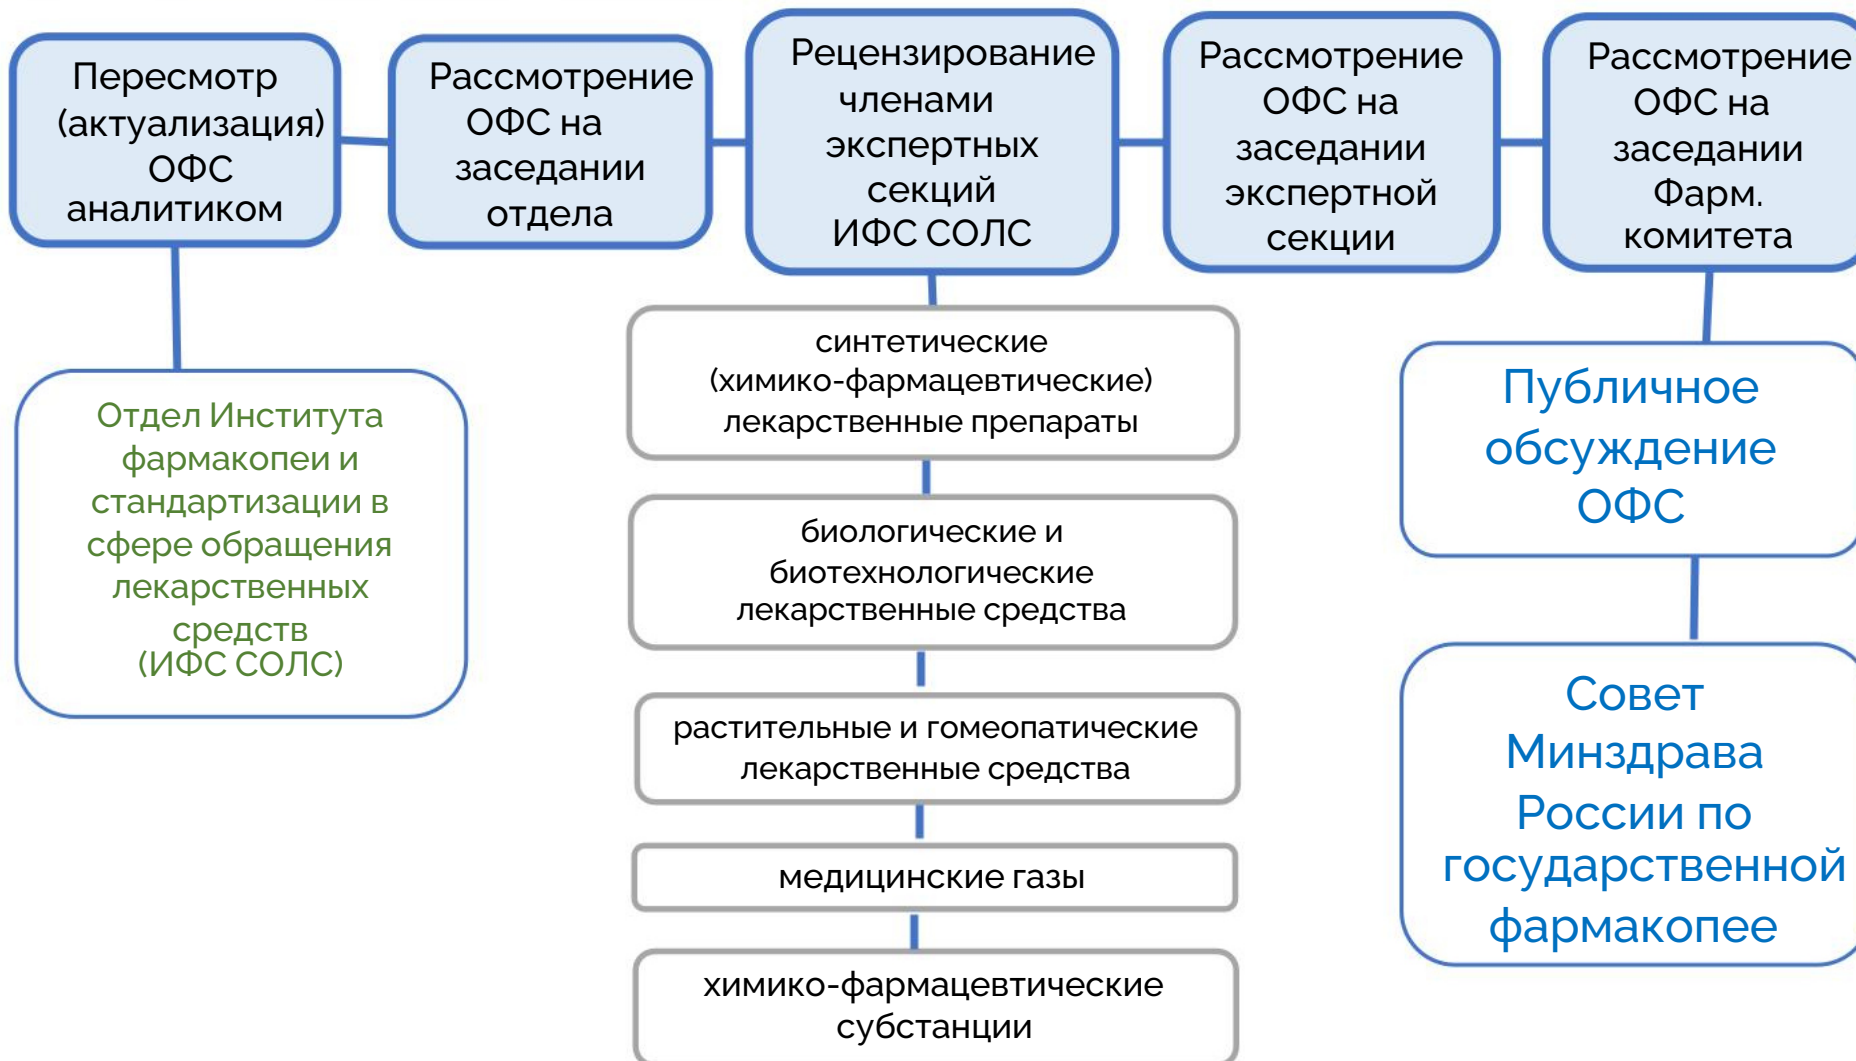 Пересмотр
(актуализация)
ОФС
аналитиком
Рассмотрение
ОФС на
заседании
отдела
Рецензирование
членами
экспертных
секций
ИФС СОЛС
Рассмотрение
ОФС на
заседании
экспертной
секции
Рассмотрение
ОФС на
заседании
Фарм.
комитета
Отдел Института
фармакопеи и
стандартизации в
сфере обращения
лекарственных
средств
(ИФС СОЛС)
синтетические
(химико-фармацевтические)
лекарственные препараты
биологические и
биотехнологические
лекарственные средства
растительные и гомеопатические
лекарственные средства
медицинские газы
химико-фармацевтические
субстанции
Публичное
обсуждение
ОФС
Совет
Минздрава
России по
государственной
фармакопее